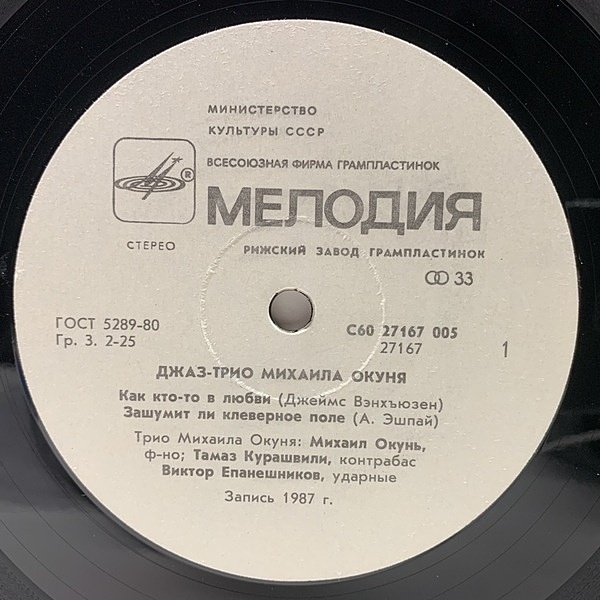 МИНИСТЕРСТВО
КУЛЬТУРЫ СССР
ВСЕСОЮЗНАЯ ФИРМА ГРАМПЛАСТИНОК
®
МЕЛОДИЯ
СТЕРЕО
РИЖСКИЙ ЗАВОД ГРАМПЛАСТИНОК
33
ГОСТ 5289-80
Гр. 3. 2-25
С60 27167 005
27167
1
ДЖАЗ-ТРИО МИХАИЛА ОКУНЯ
Как кто-то в любви (Джеймс Вэнхъюзен)
Зашумит ли клеверное поле (А. Эшпай)
Трио Михаила Окуня: Михаил Окунь,
ф-но; Тамаз Курашвили, контрабас
Виктор Епанешников, ударные
Запись 1987 г.